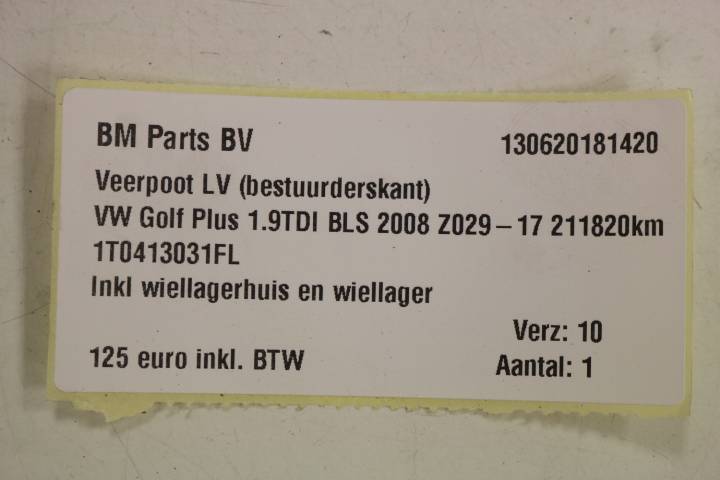 BM Parts BV 130620181420
Veerpoot LV (bestuurderskant)
VW Golf Plus 1.9TDI BLS 2008 Z029-17 211820km
1T0413031FL
Inkl wiellagerhuis en wiellager
Verz: 10
125 euro inkl. BTW Aantal: 1